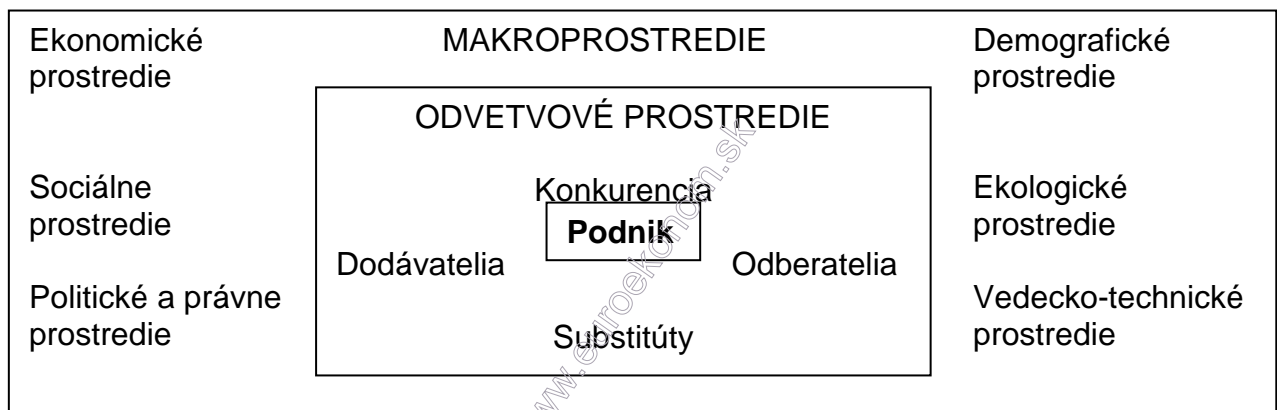 Ekonomické
prostredie
MAKROPROSTREDIE
Demografické
prostredie
ODVETVOVÉ PROSTREDIE
Sociálne
prostredie
Konkurencia
Podnik
Dodávatelia
Odberatelia
Substitúty
Ekologické
prostredie
Politické a právne
prostredie
Vedecko-technické
prostredie
www.euroekonom.sk